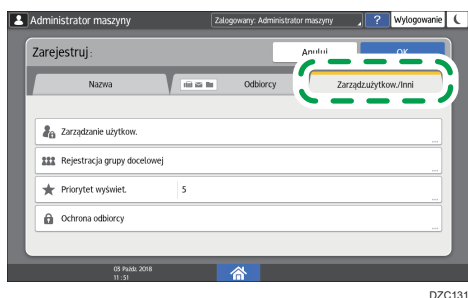 Administrator maszyny
Zalogowany: Administrator maszyny
?
Wylogowanie
Zarejestruj:
Anuluj
OK
Nazwa
Odbiorcy
Zarządz.użytkow./Inni
Zarządzanie użytkow.
...
Rejestracja grupy docelowej
Priorytet wyświet.
5
...
Ochrona odbiorcy
...
03 Paźdz. 2018
11 : 51
DZC131